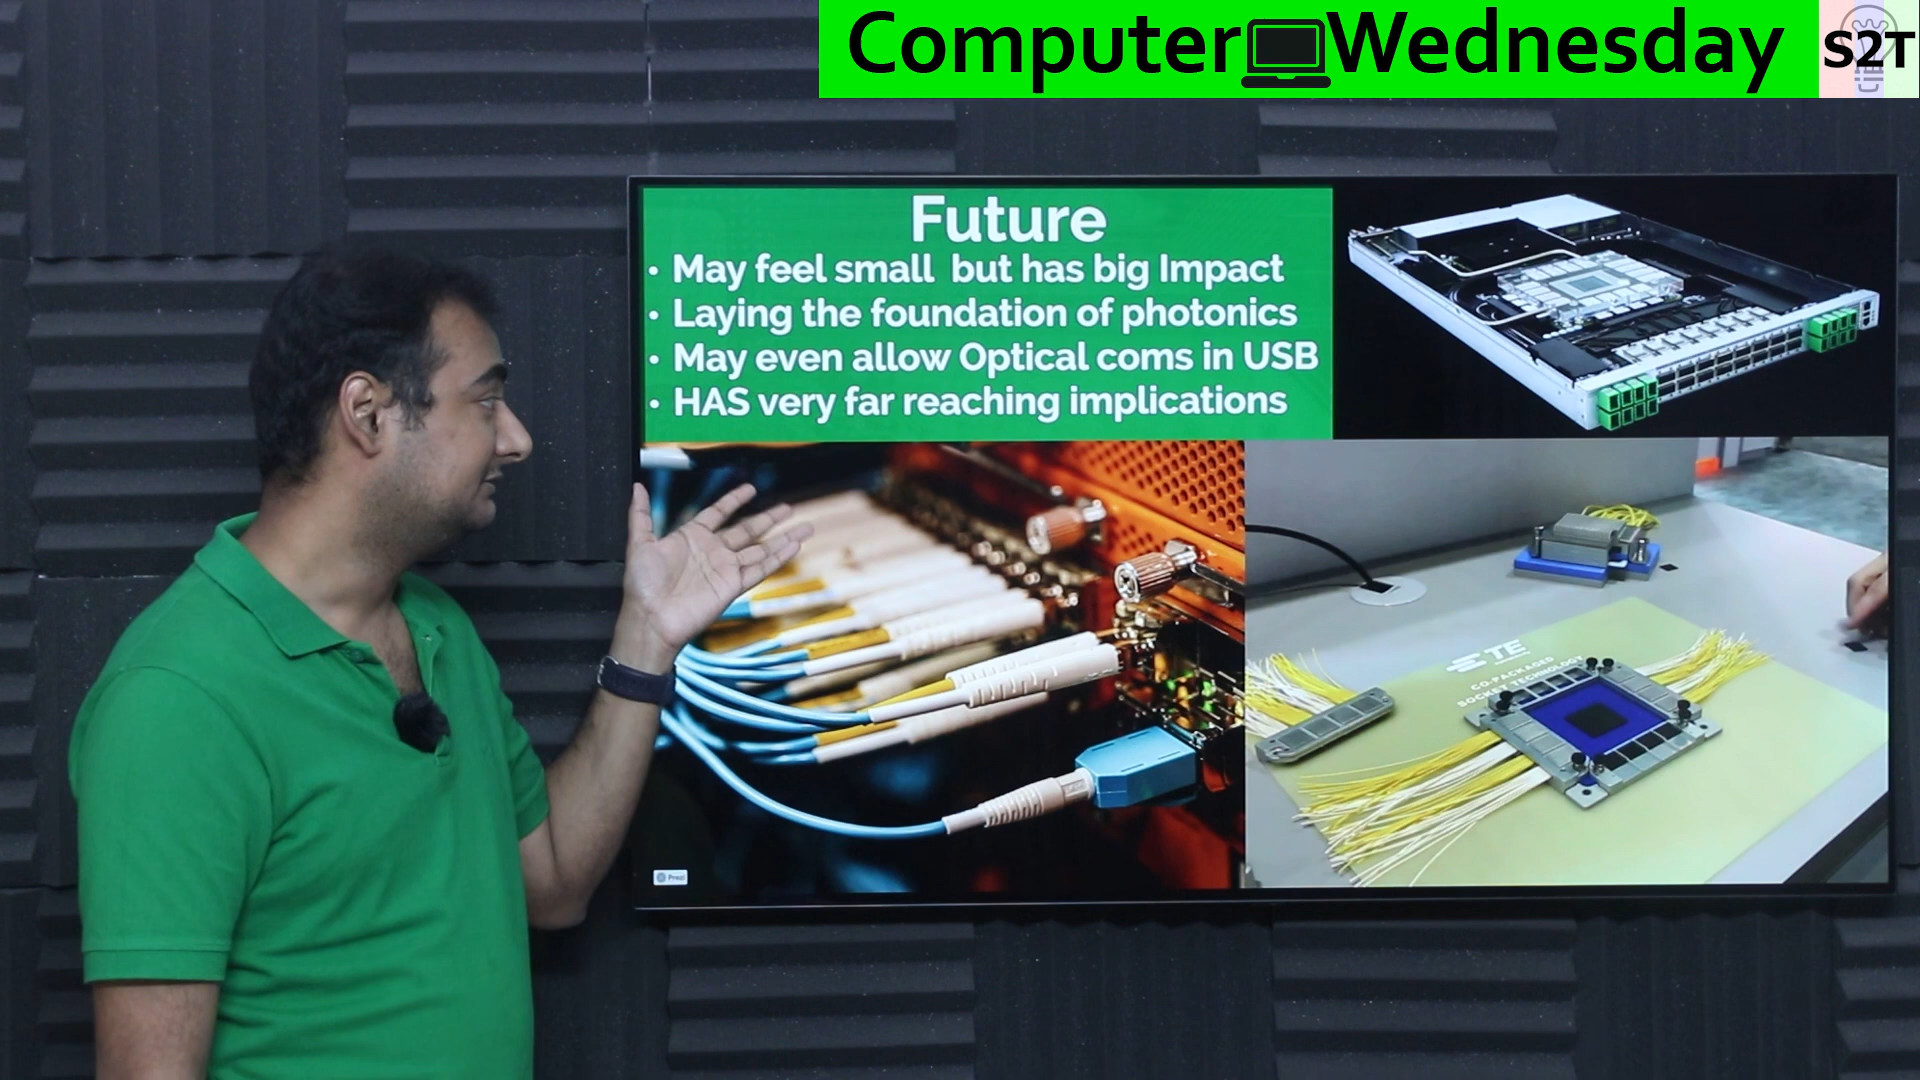 Computer Wednesday
S2T
Future
• May feel small but has big Impact
• Laying the foundation of photonics
• May even allow Optical coms in USB
• HAS very far reaching implications
TE
CO-PACKAGED
SOCKET TECHNOLOGY
Prezi